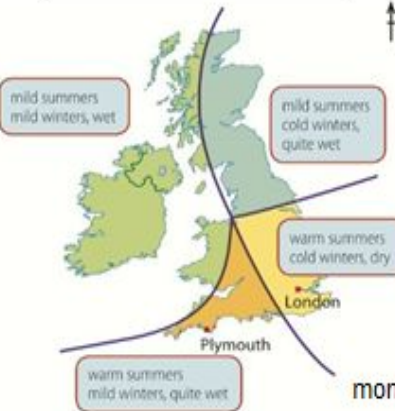 mild summers
mild winters, wet
mild summers
cold winters,
quite wet
warm summers
cold winters, dry
London
Plymouth
warm summers
mild winters, quite wet